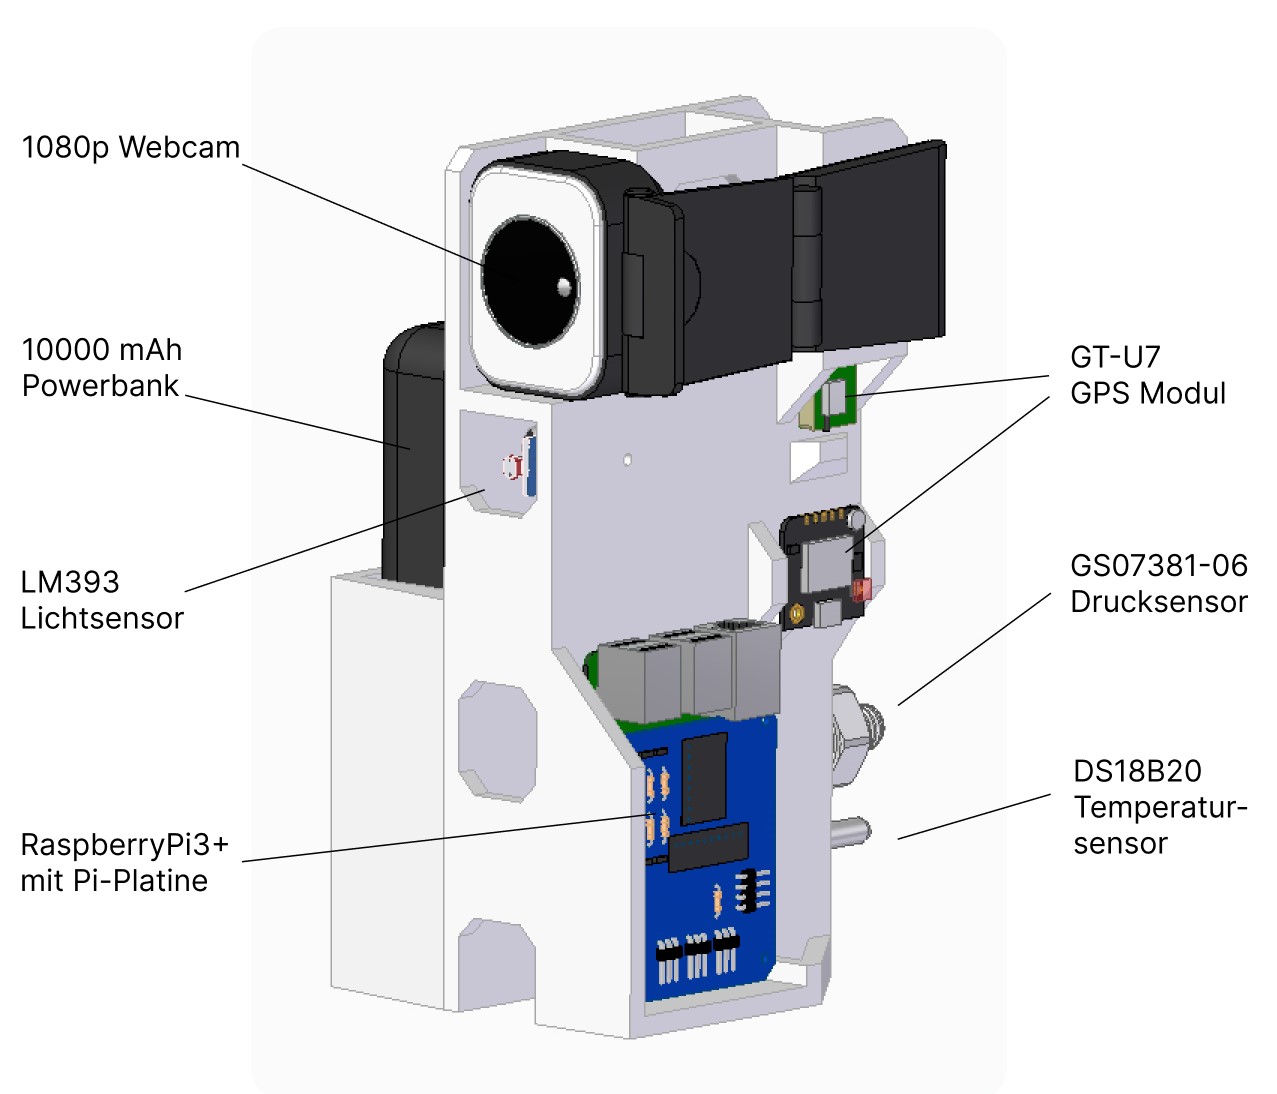 1080p Webcam
10000 mAh
Powerbank
LM393
Lichtsensor
RaspberryPi3+
mit Pi-Platine
GT-U7
GPS Modul
GS07381-06
Drucksensor
DS18B20
Temperatur-
sensor